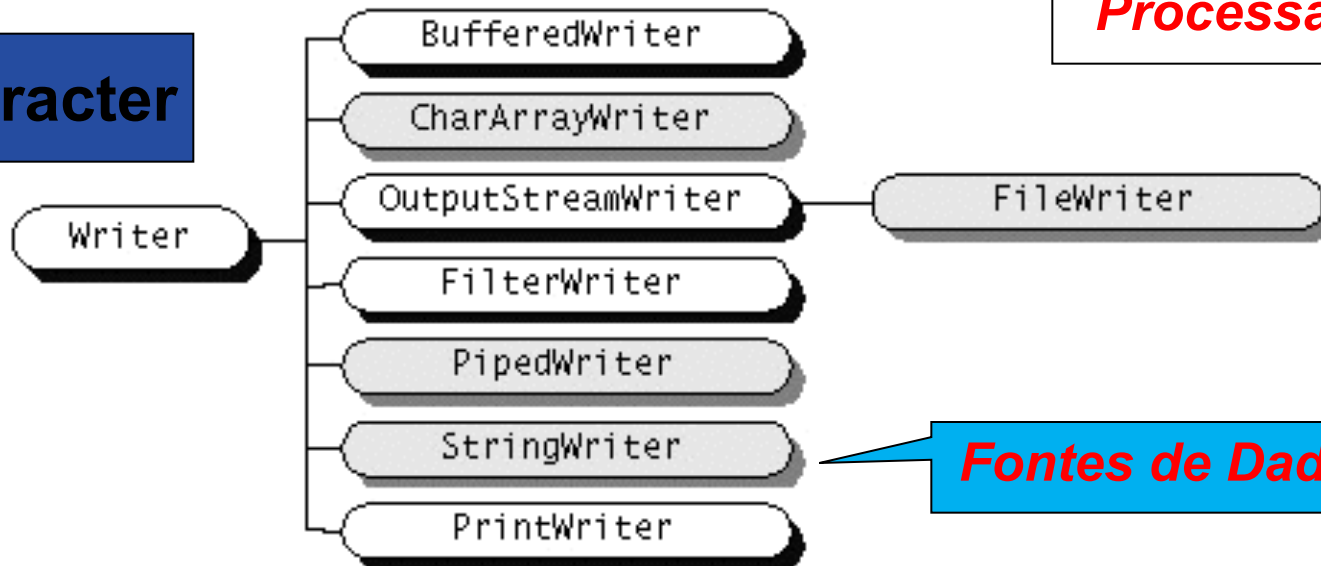 Processa
racter
BufferedWriter
CharArrayWriter
OutputStreamWriter
FileWriter
Writer
FilterWriter
PipedWriter
StringWriter
Fontes de Dad
PrintWriter